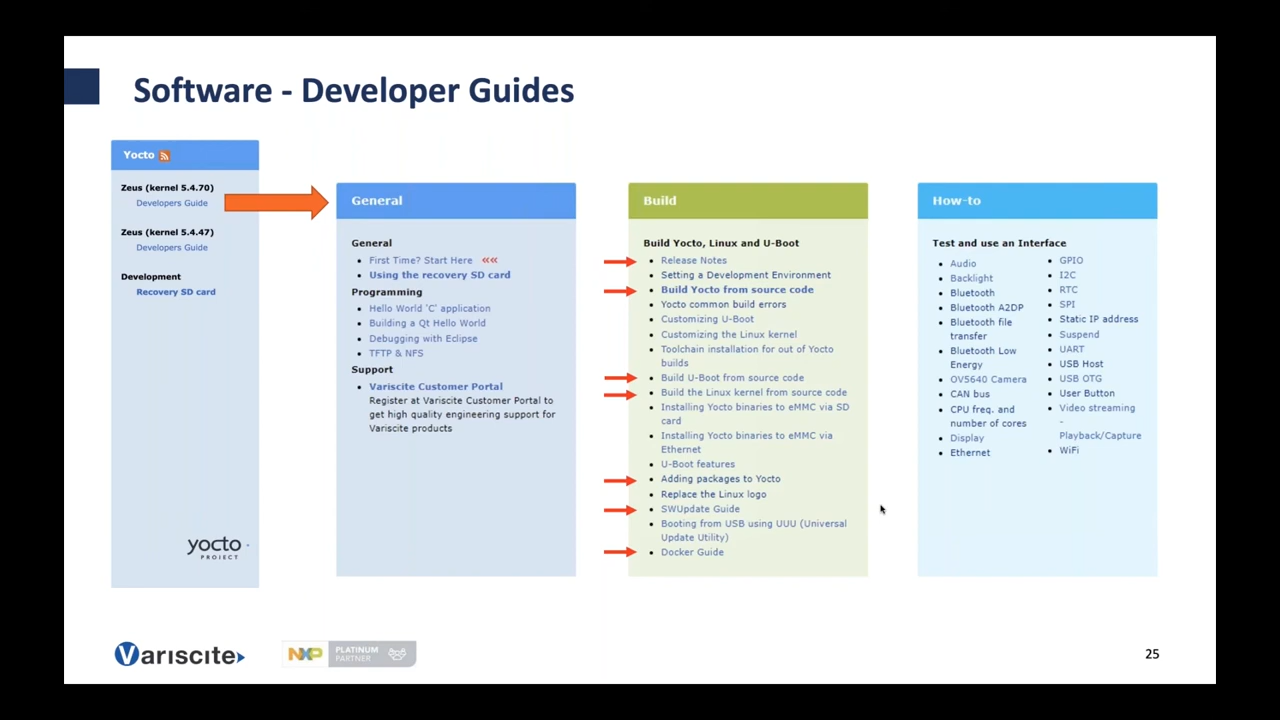 Software - Developer Guides
Yocto
Zeus (kernel 5.4.70)
Developers Guide
Zeus (kernel 5.4.47)
Developers Guide
Development
Recovery SD card
yocto
PROJECT
General
General
First Time? Start Here ««
Using the recovery SD card
Programming
Hello World 'C' application
Building a Qt Hello World
Debugging with Eclipse
TFTP & NFS
Support
Variscite Customer Portal
Register at Variscite Customer Portal to
get high quality engineering support for
Variscite products
Build
Build Yocto, Linux and U-Boot
Release Notes
Setting a Development Environment
Build Yocto from source code
Yocto common build errors
Customizing U-Boot
Customizing the Linux kernel
Toolchain installation for out of Yocto
builds
Build U-Boot from source code
Build the Linux kernel from source code
Installing Yocto binaries to eMMC via SD
card
Installing Yocto binaries to eMMC via
Ethernet
U-Boot features
Adding packages to Yocto
Replace the Linux logo
SWUpdate Guide
Booting from USB using UUU (Universal
Update Utility)
Docker Guide
How-to
Test and use an Interface
Audio
Backlight
Bluetooth
Bluetooth A2DP
Bluetooth file
transfer
Bluetooth Low
Energy
OV5640 Camera
CAN bus
CPU freq. and
number of cores
Display
Ethernet
GPIO
I2C
RTC
SPI
Static IP address
Suspend
UART
USB Host
USB OTG
User Button
Video streaming
-
Playback/Capture
WiFi
Variscite
NXP
PLATINUM
PARTNER
25